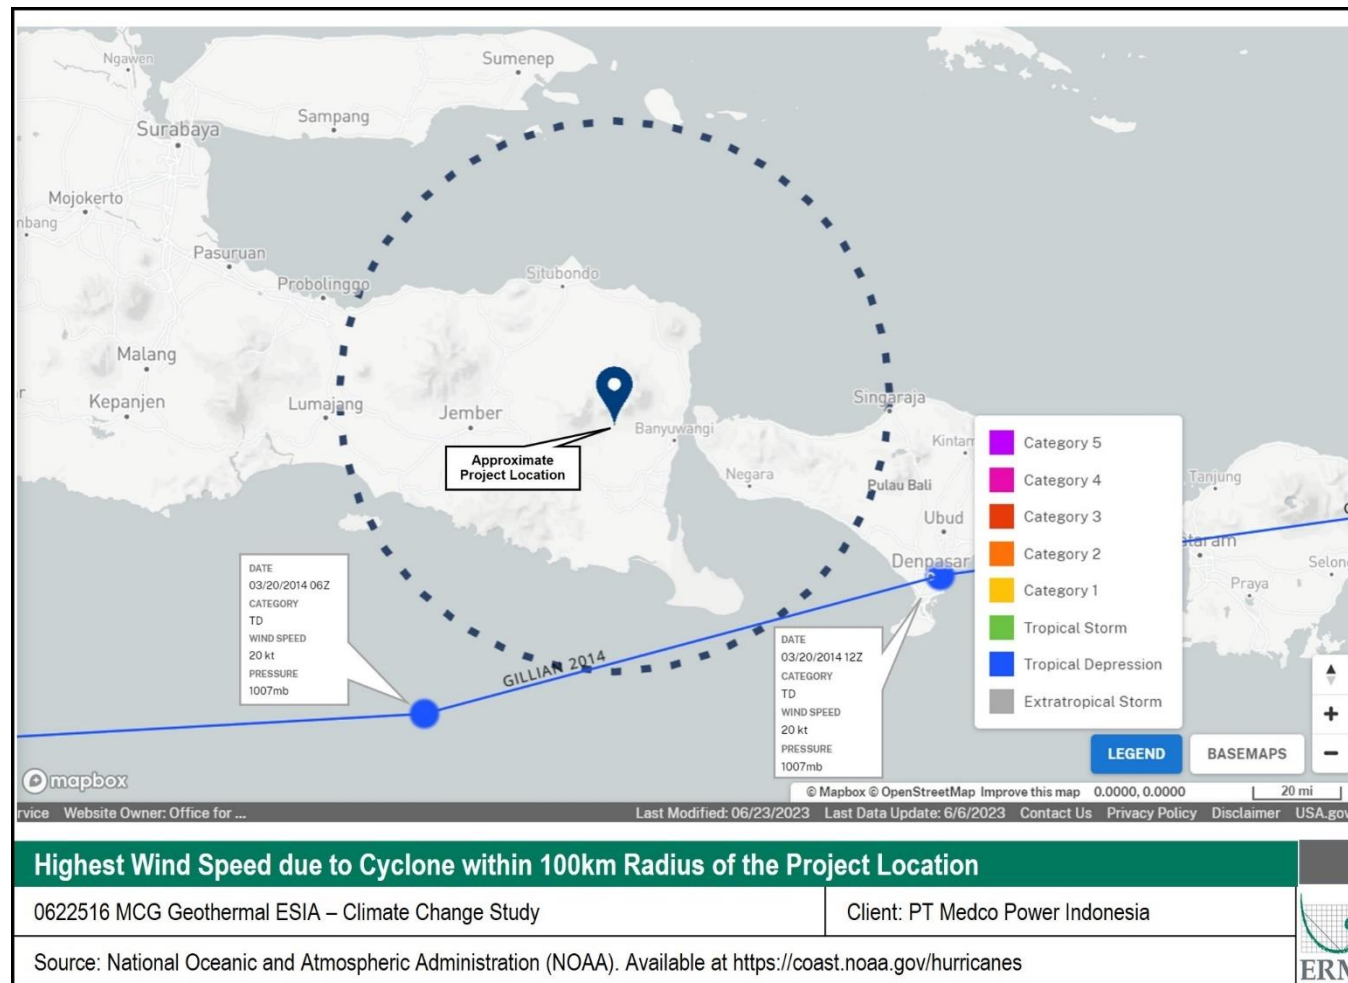 Ngawen
Sumenep
Sampang
Surabaya
Mojokerto
nbang
Pasuruan
Situbondo
Probolinggo
Malang
r
Kepanjen
Lumajang
Jember
Banyuwangi
Singaraja
Approximate
Project Location
Negara
Kintam
Pulau Bali
Ubud
Denpasar
Tanjung
ataram
Selong
Praya
DATE
03/20/2014 06Z
CATEGORY
TD
WIND SPEED
20 kt
PRESSURE
1007mb
GILLIAN 2014
DATE
03/20/2014 12Z
CATEGORY
TD
WIND SPEED
20 kt
PRESSURE
1007mb
Category 5
Category 4
Category 3
Category 2
Category 1
Tropical Storm
Tropical Depression
Extratropical Storm
LEGEND BASEMAPS
mapbox
© Mapbox © OpenStreetMap Improve this map 0.0000, 0.0000 20 mi
rvice Website Owner: Office for ... Last Modified: 06/23/2023 Last Data Update: 6/6/2023 Contact Us Privacy Policy Disclaimer USA.gov
Highest Wind Speed due to Cyclone within 100km Radius of the Project Location
0622516 MCG Geothermal ESIA – Climate Change Study Client: PT Medco Power Indonesia
Source: National Oceanic and Atmospheric Administration (NOAA). Available at https://coast.noaa.gov/hurricanes
ERM